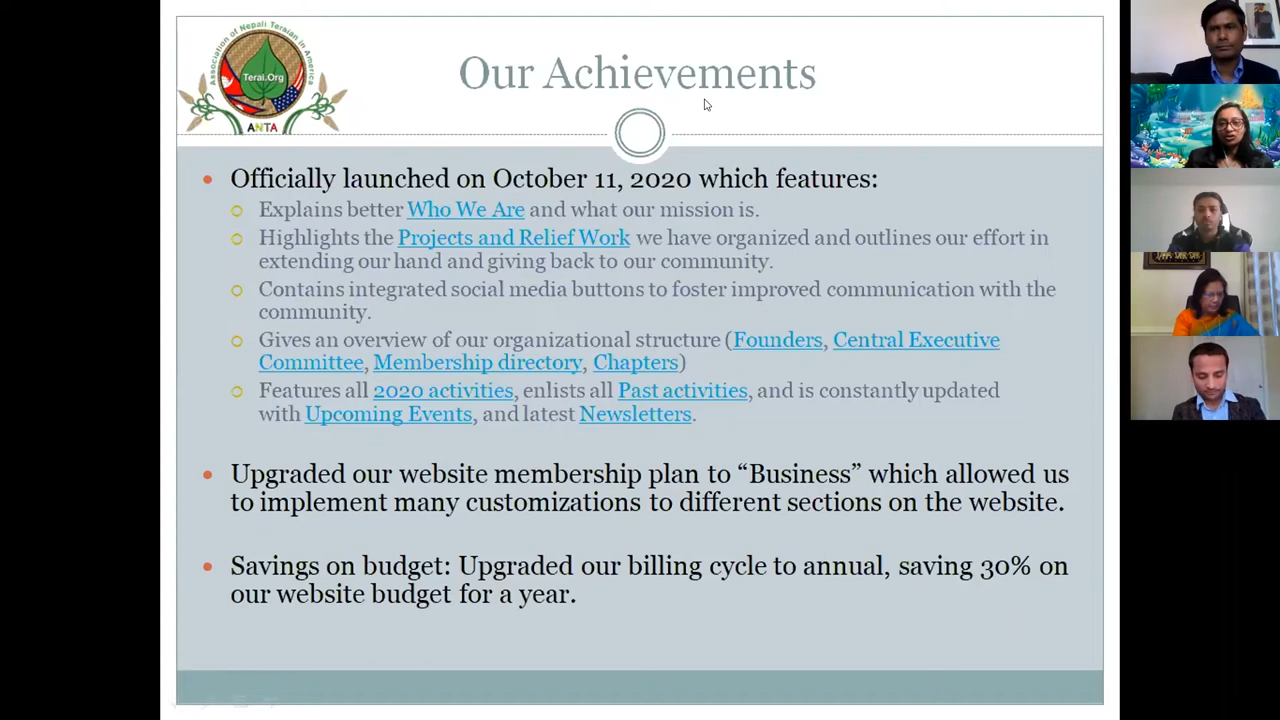 Association of Nepali Teraian in America
Terai.Org
ANTA
Our Achievements
Officially launched on October 11, 2020 which features:
Explains better Who We Are and what our mission is.
Highlights the Projects and Relief Work we have organized and outlines our effort in
extending our hand and giving back to our community.
Contains integrated social media buttons to foster improved communication with the
community.
Gives an overview of our organizational structure (Founders, Central Executive
Committee, Membership directory, Chapters)
Features all 2020 activities, enlists all Past activities, and is constantly updated
with Upcoming Events, and latest Newsletters.
Upgraded our website membership plan to “Business” which allowed us
to implement many customizations to different sections on the website.
Savings on budget: Upgraded our billing cycle to annual, saving 30% on
our website budget for a year.